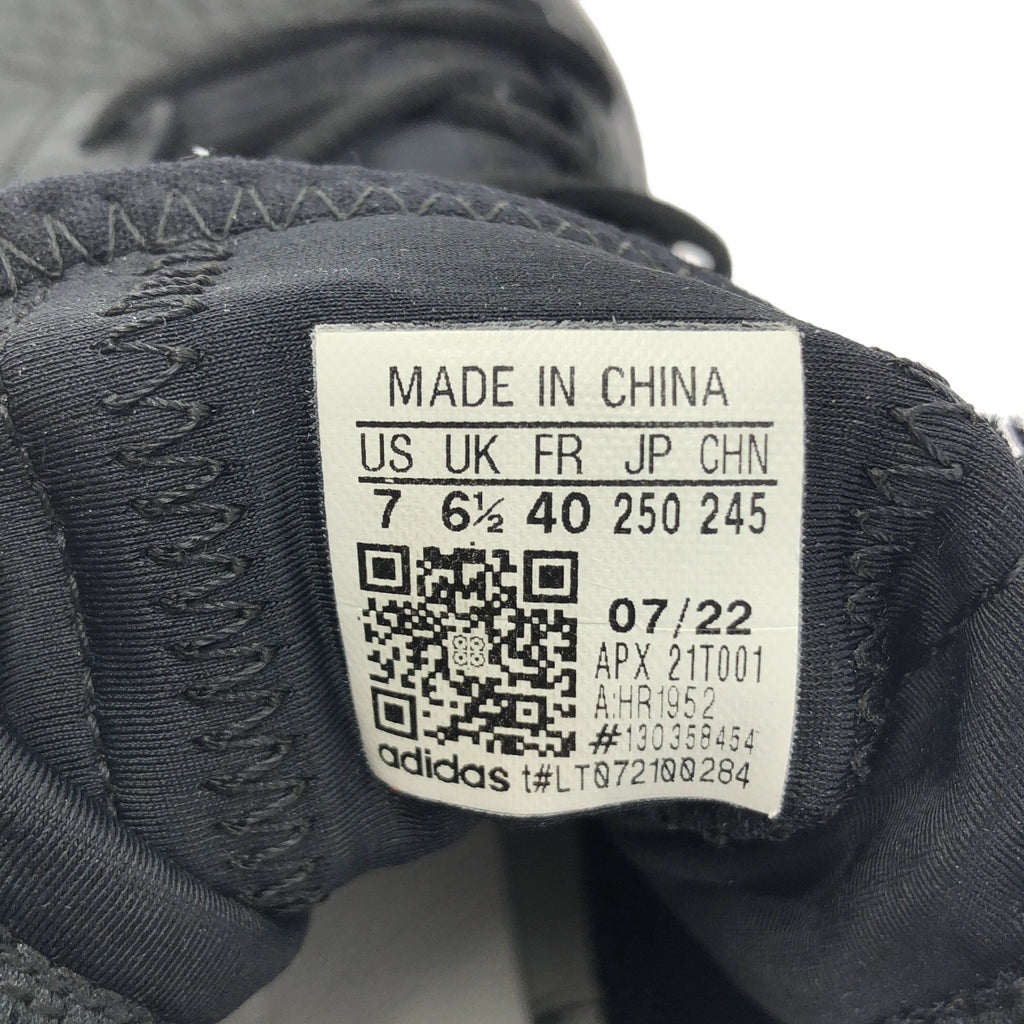 MADE IN CHINA
US UK FR JP CHN
7 6½ 40 250 245
07/22
APX 21T001
A:HR1952
#130358454
adidas t#LT072100284